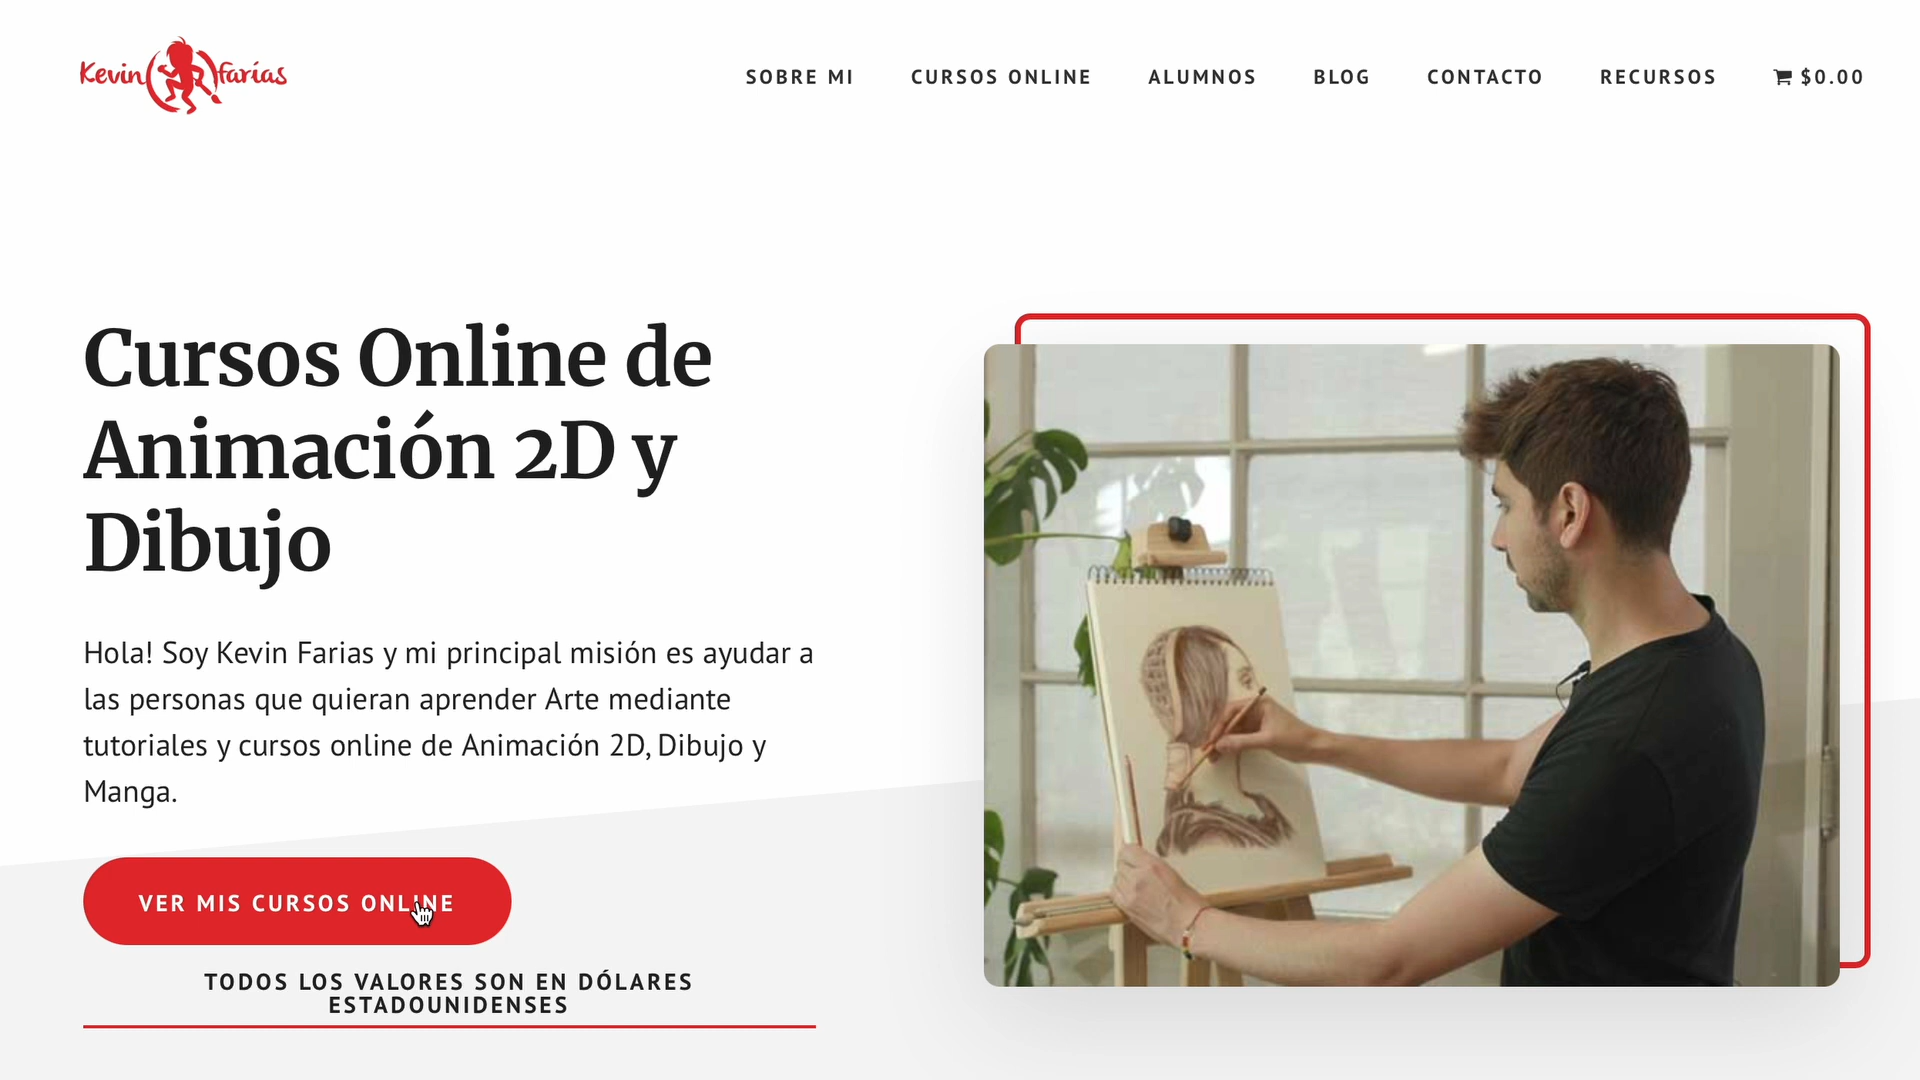 Kevin Farías
SOBRE MI
CURSOS ONLINE
ALUMNOS
BLOG
CONTACTO
RECURSOS
$0.00
Cursos Online de
Animación 2D y
Dibujo
Hola! Soy Kevin Farias y mi principal misión es ayudar a
las personas que quieran aprender Arte mediante
tutoriales y cursos online de Animación 2D, Dibujo y
Manga.
VER MIS CURSOS ONLINE
TODOS LOS VALORES SON EN DÓLARES
ESTADOUNIDENSES